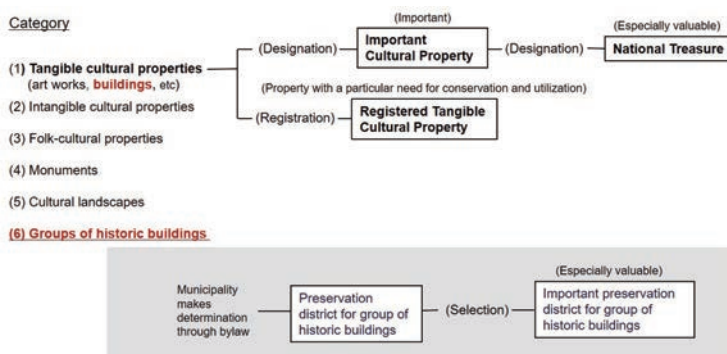 Category
(Important)
(Especially valuable)
(Designation)
Important
Cultural Property
(Designation)
National Treasure
(1) Tangible cultural properties
(art works, buildings, etc)
(Property with a particular need for conservation and utilization)
(2) Intangible cultural properties
(Registration)
Registered Tangible
Cultural Property
(3) Folk-cultural properties
(4) Monuments
(5) Cultural landscapes
(6) Groups of historic buildings
(Especially valuable)
Municipality
makes
determination
through bylaw
Preservation
district for group of
historic buildings
(Selection)
Important preservation
district for group of
historic buildings